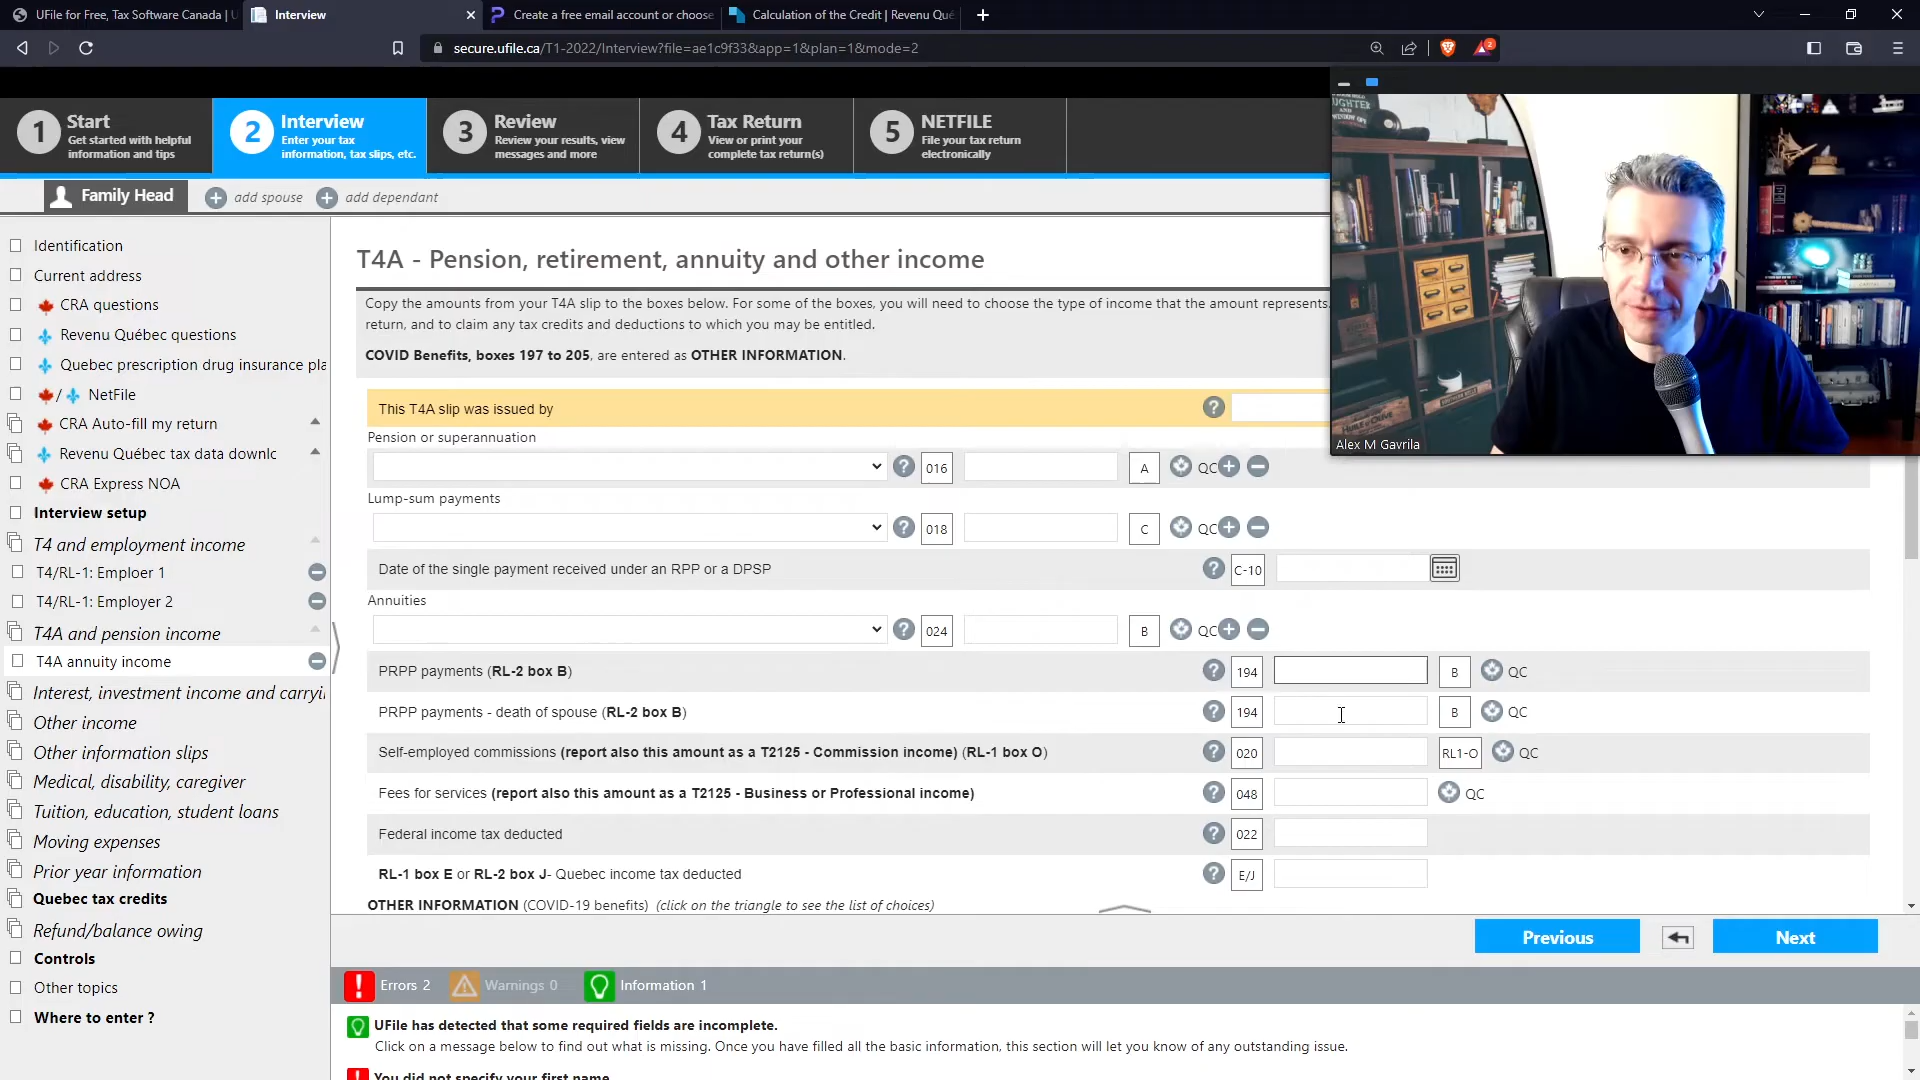 UFile for Free, Tax Software Canada | U
Interview
Create a free email account or choose
Calculation of the Credit | Revenu Qué
secure.ufile.ca/T1-2022/Interview?file=ae1c9f33&app=1&plan=1&mode=2
2
1 Start
Get started with helpful
information and tips
2 Interview
Enter your tax
information, tax slips, etc.
3 Review
Review your results, view
messages and more
4 Tax Return
View or print your
complete tax return(s)
5 NETFILE
File your tax return
electronically
Family Head
add spouse
add dependant
Identification
Current address
CRA questions
Revenu Québec questions
Quebec prescription drug insurance pla
/ NetFile
CRA Auto-fill my return
Revenu Québec tax data downlc
CRA Express NOA
Interview setup
T4 and employment income
T4/RL-1: Emploer 1
T4/RL-1: Employer 2
T4A and pension income
T4A annuity income
Interest, investment income and carryi
Other income
Other information slips
Medical, disability, caregiver
Tuition, education, student loans
Moving expenses
Prior year information
Quebec tax credits
Refund/balance owing
Controls
Other topics
Where to enter ?
T4A - Pension, retirement, annuity and other income
Copy the amounts from your T4A slip to the boxes below. For some of the boxes, you will need to choose the type of income that the amount represents.
return, and to claim any tax credits and deductions to which you may be entitled.
COVID Benefits, boxes 197 to 205, are entered as OTHER INFORMATION.
This T4A slip was issued by ?
Pension or superannuation
? 016 A QC
Lump-sum payments
? 018 C QC
Date of the single payment received under an RPP or a DPSP ? C-10
Annuities
? 024 B QC
PRPP payments (RL-2 box B) ? 194 B QC
PRPP payments - death of spouse (RL-2 box B) ? 194 B QC
Self-employed commissions (report also this amount as a T2125 - Commission income) (RL-1 box O) ? 020 RL1-O QC
Fees for services (report also this amount as a T2125 - Business or Professional income) ? 048 QC
Federal income tax deducted ? 022
RL-1 box E or RL-2 box J- Quebec income tax deducted ? E/J
OTHER INFORMATION (COVID-19 benefits) (click on the triangle to see the list of choices)
Previous
Next
Errors 2
Warnings 0
Information 1
UFile has detected that some required fields are incomplete.
Click on a message below to find out what is missing. Once you have filled all the basic information, this section will let you know of any outstanding issue.
You did not specify your first name
Alex M Gavrila